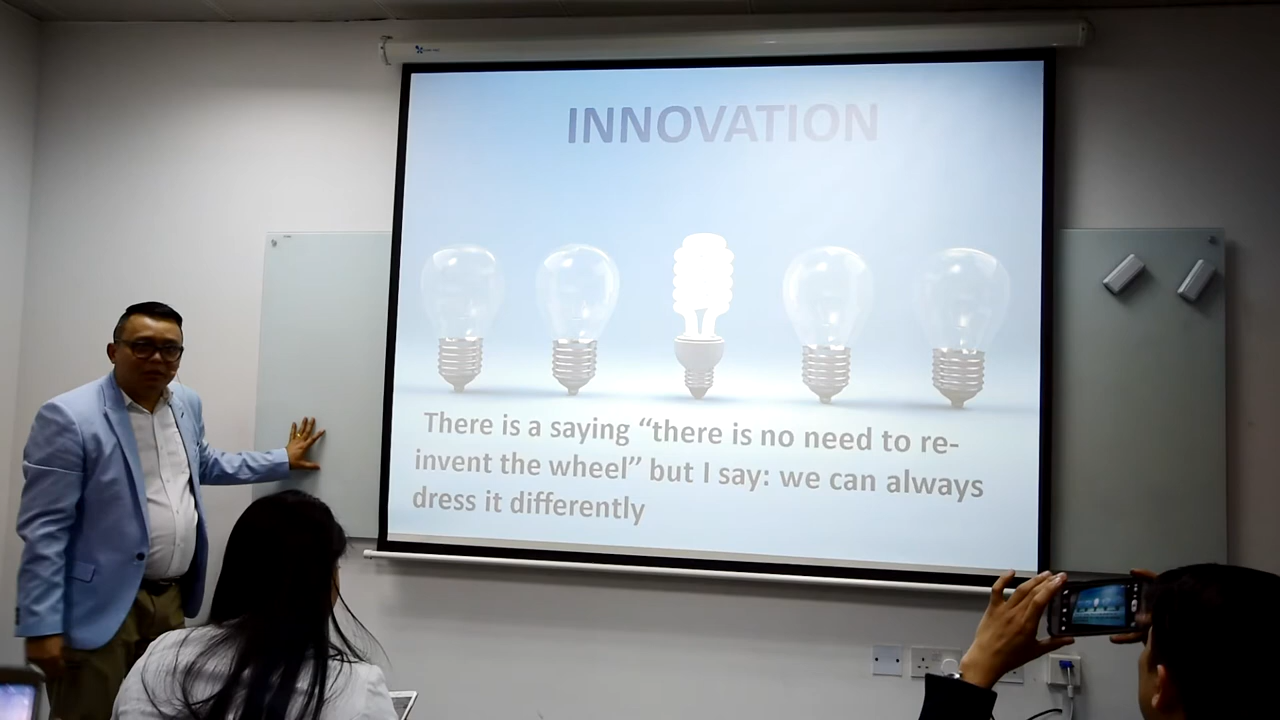 INNOVATION
There is a saying “there is no need to re-
invent the wheel” but I say: we can always
dress it differently